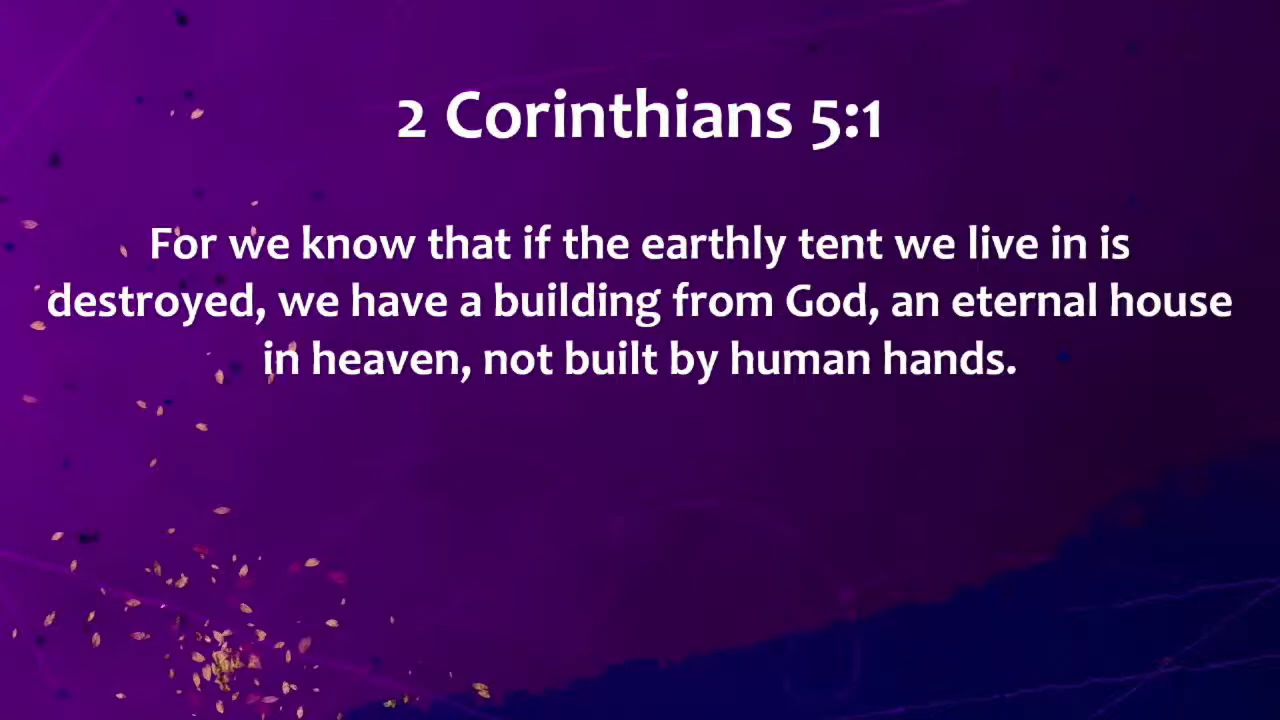 2 Corinthians 5:1
For we know that if the earthly tent we live in is
destroyed, we have a building from God, an eternal house
in heaven, not built by human hands.